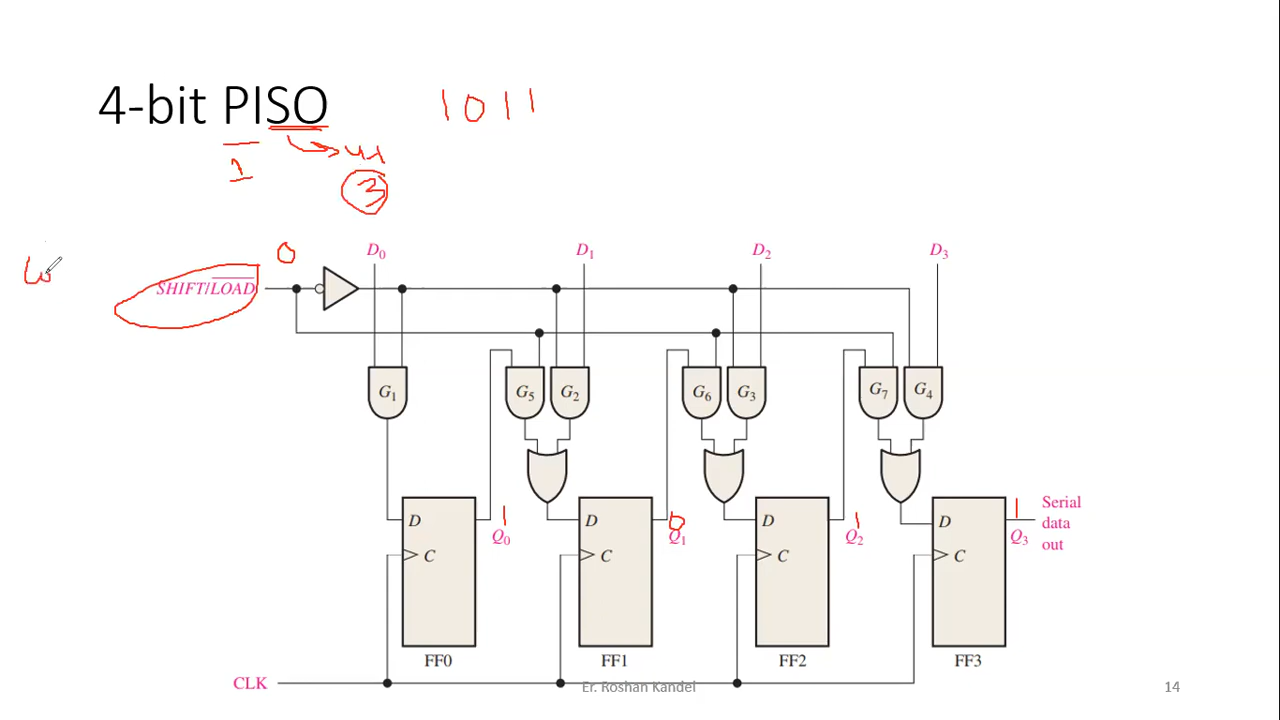 4-bit PISO 1011
1
3
0 D0 D1 D2 D3
SHIFT/LOAD
G1 G5 G2 G6 G3 G7 G4
1 0 1 1 Serial
D D D D data
Q0 Q1 Q2 Q3 out
C C C C
FF0 FF1 FF2 FF3
CLK
Er. Roshan Kandel 14